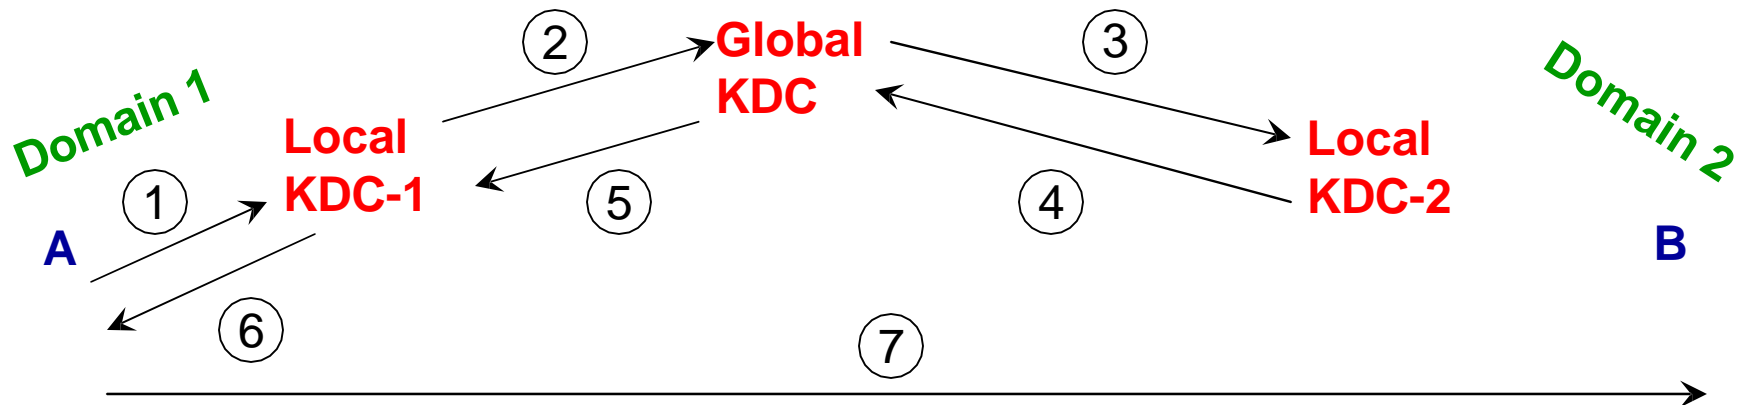 2
Global
KDC
3
Domain 1
Domain 2
Local
KDC-1
Local
KDC-2
1
5
4
A
B
6
7